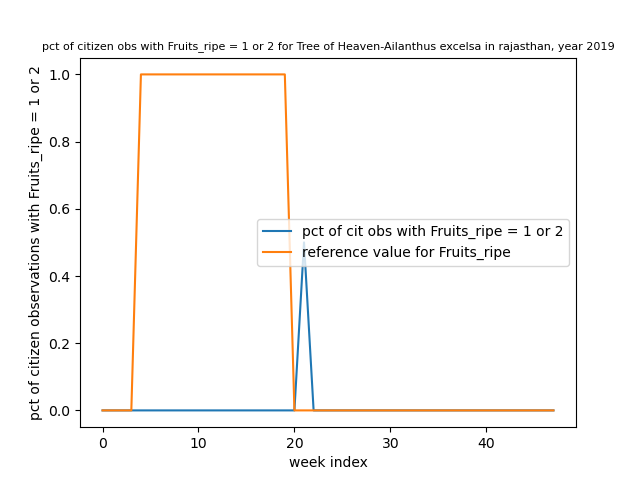 pct of citizen obs with Fruits_ripe = 1 or 2 for Tree of Heaven-Ailanthus excelsa in rajasthan, year 2019
pct of citizen observations with Fruits_ripe = 1 or 2
1.0
0.8
0.6
0.4
0.2
0.0
pct of cit obs with Fruits_ripe = 1 or 2
reference value for Fruits_ripe
0
10
20
30
40
week index